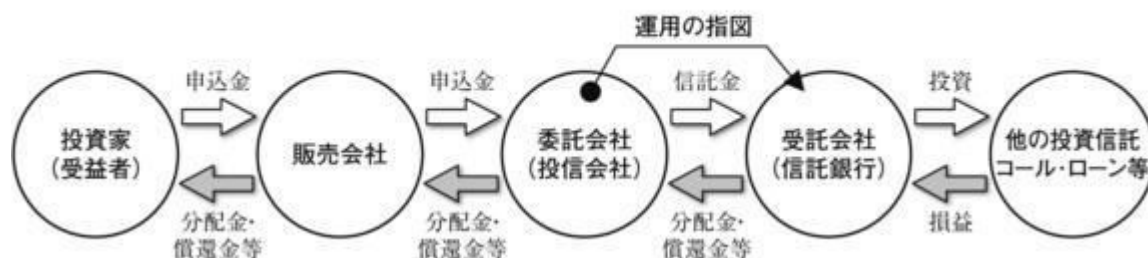 運用の指図
申込金
申込金
信託金
投資
投資家
(受益者)
販売会社
委託会社
(投信会社)
受託会社
(信託銀行)
他の投資信託
コール・ローン等
分配金・
償還金等
分配金・
償還金等
分配金・
償還金等
損益